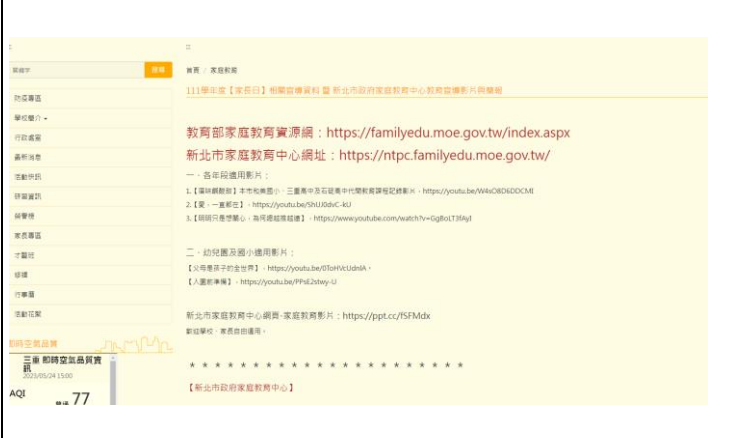 關鍵字
搜尋
首頁 / 家庭教育
111學年度【家長日】相關宣導資料 暨 新北市政府家庭教育中心教育宣導影片與簡報
防疫專區
學校簡介
行政處室
最新消息
活動快訊
研習資訊
榮譽榜
家長專區
才藝班
修繕
行事曆
活動花絮
教育部家庭教育資源網：https://familyedu.moe.gov.tw/index.aspx
新北市家庭教育中心網址：https://ntpc.familyedu.moe.gov.tw/
一、各年段適用影片：
2.【愛，一直都在】，https://youtu.be/ShUJ0dvC-kU
3.【明明只是想關心，為何總越推越遠】，https://www.youtube.com/watch?v=GgBoLT3fAyI
二、幼兒園及國小適用影片：
【父母是孩子的全世界】，https://youtu.be/0ToHVcUdnIA，
【入園前準備】，https://youtu.be/PPsE2stwy-U
新北市家庭教育中心網頁-家庭教育影片：https://ppt.cc/fSFMdx
歡迎學校、家長自由運用。
* * * * * * * * * * * * * * * * * * * * * *
【新北市政府家庭教育中心】
即時空氣品質
三重 即時空氣品質資訊
2023/05/24 15:00
AQI
普通 77